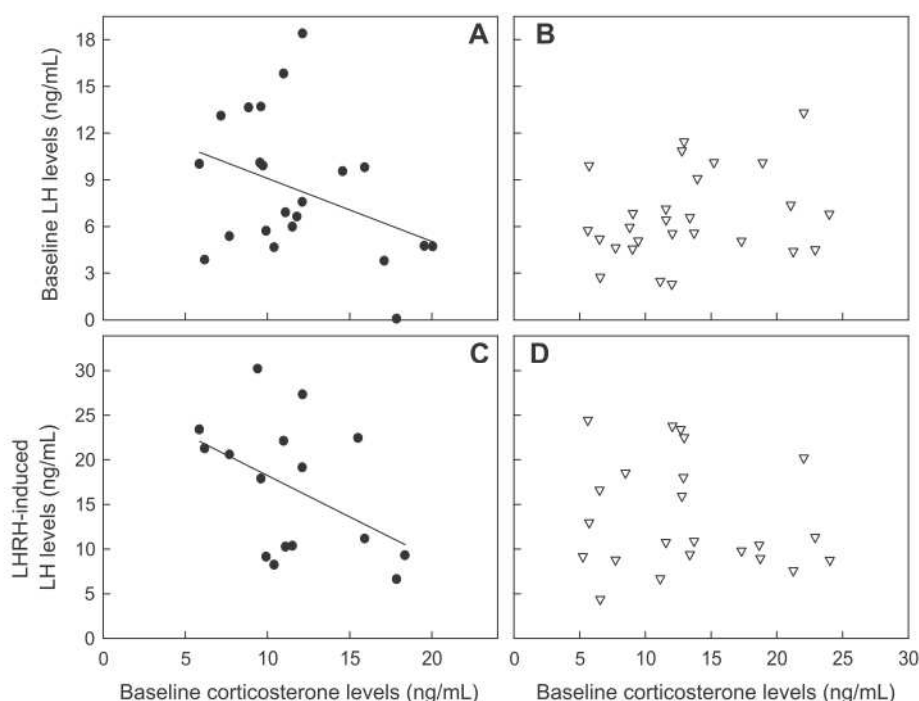 A
B
Baseline LH levels (ng/mL)
18
15
12
9
6
3
0
C
D
LHRH-induced
LH levels (ng/mL)
30
25
20
15
10
5
0
0 5 10 15 20
0 5 10 15 20 25 30
Baseline corticosterone levels (ng/mL)
Baseline corticosterone levels (ng/mL)